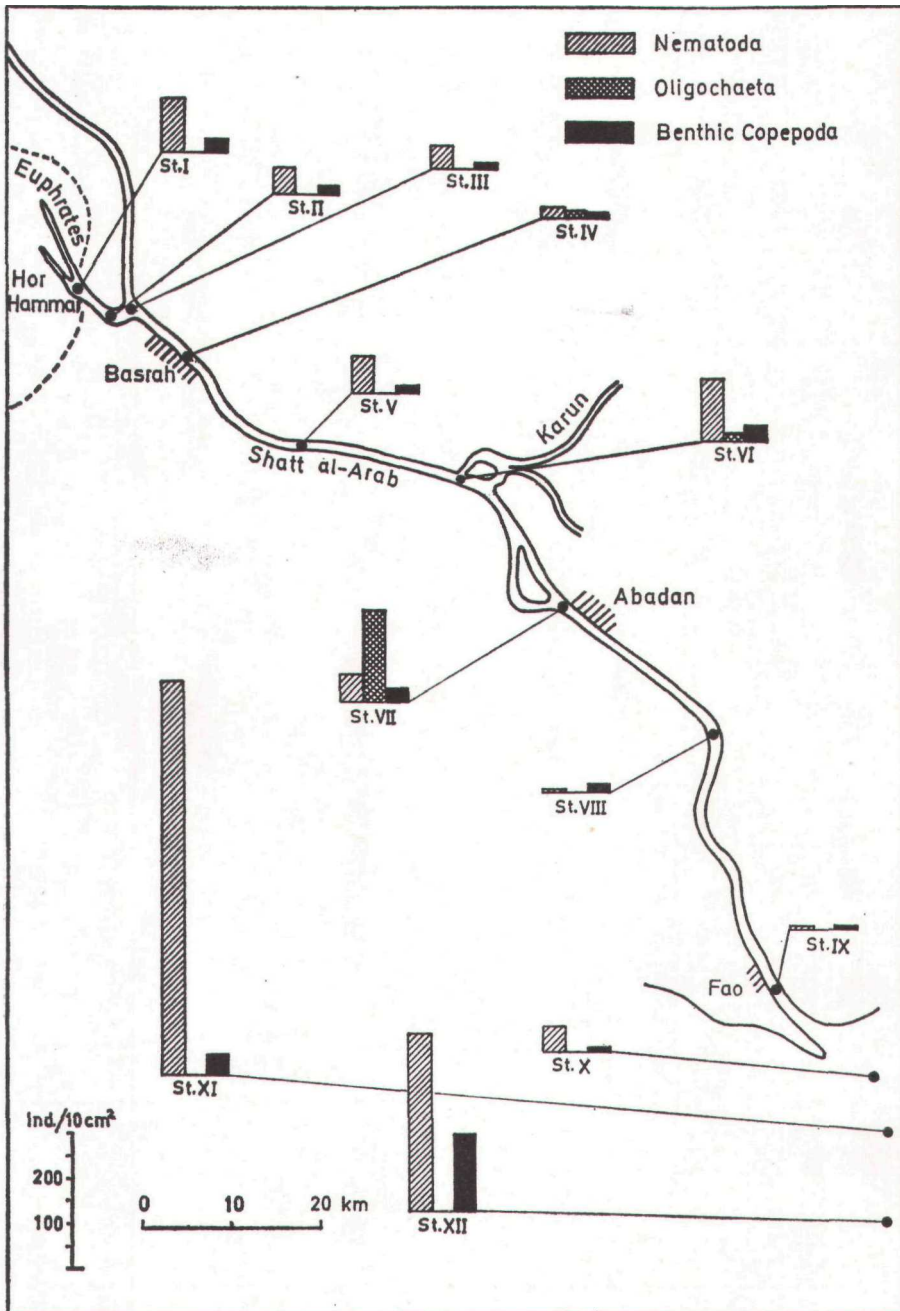 Nematoda
Oligochaeta
Benthic Copepoda
St.I
St.II
St.III
St.IV
Euphrates
Hor
Hammar
Basrah
St.V
Shatt al-Arab
Karun
St.VI
Abadan
St.VII
St.VIII
St.IX
Fao
St.X
St.XI
St.XII
ind./10cm²
200
100
0 10 20 km